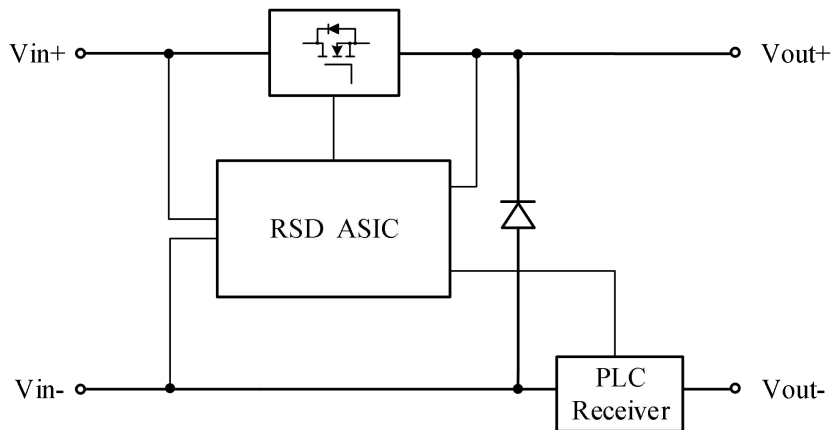 Vin+
Vout+
RSD ASIC
Vin-
PLC
Receiver
Vout-